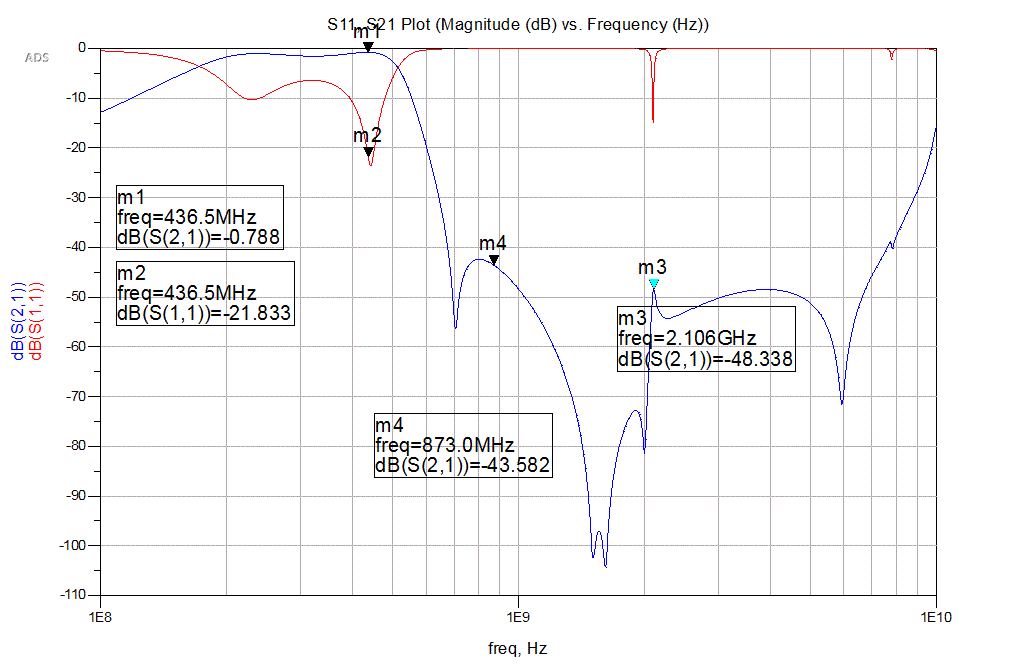 S11, S21 Plot (Magnitude (dB) vs. Frequency (Hz))
ADS
m1
m2
m4
m3
0
-10
-20
-30
-40
-50
-60
-70
-80
-90
-100
-110
m1
freq=436.5MHz
dB(S(2,1))=-0.788
m2
freq=436.5MHz
dB(S(1,1))=-21.833
m3
freq=2.106GHz
dB(S(2,1))=-48.338
m4
freq=873.0MHz
dB(S(2,1))=-43.582
dB(S(2,1))
dB(S(1,1))
1E8
1E9
1E10
freq, Hz